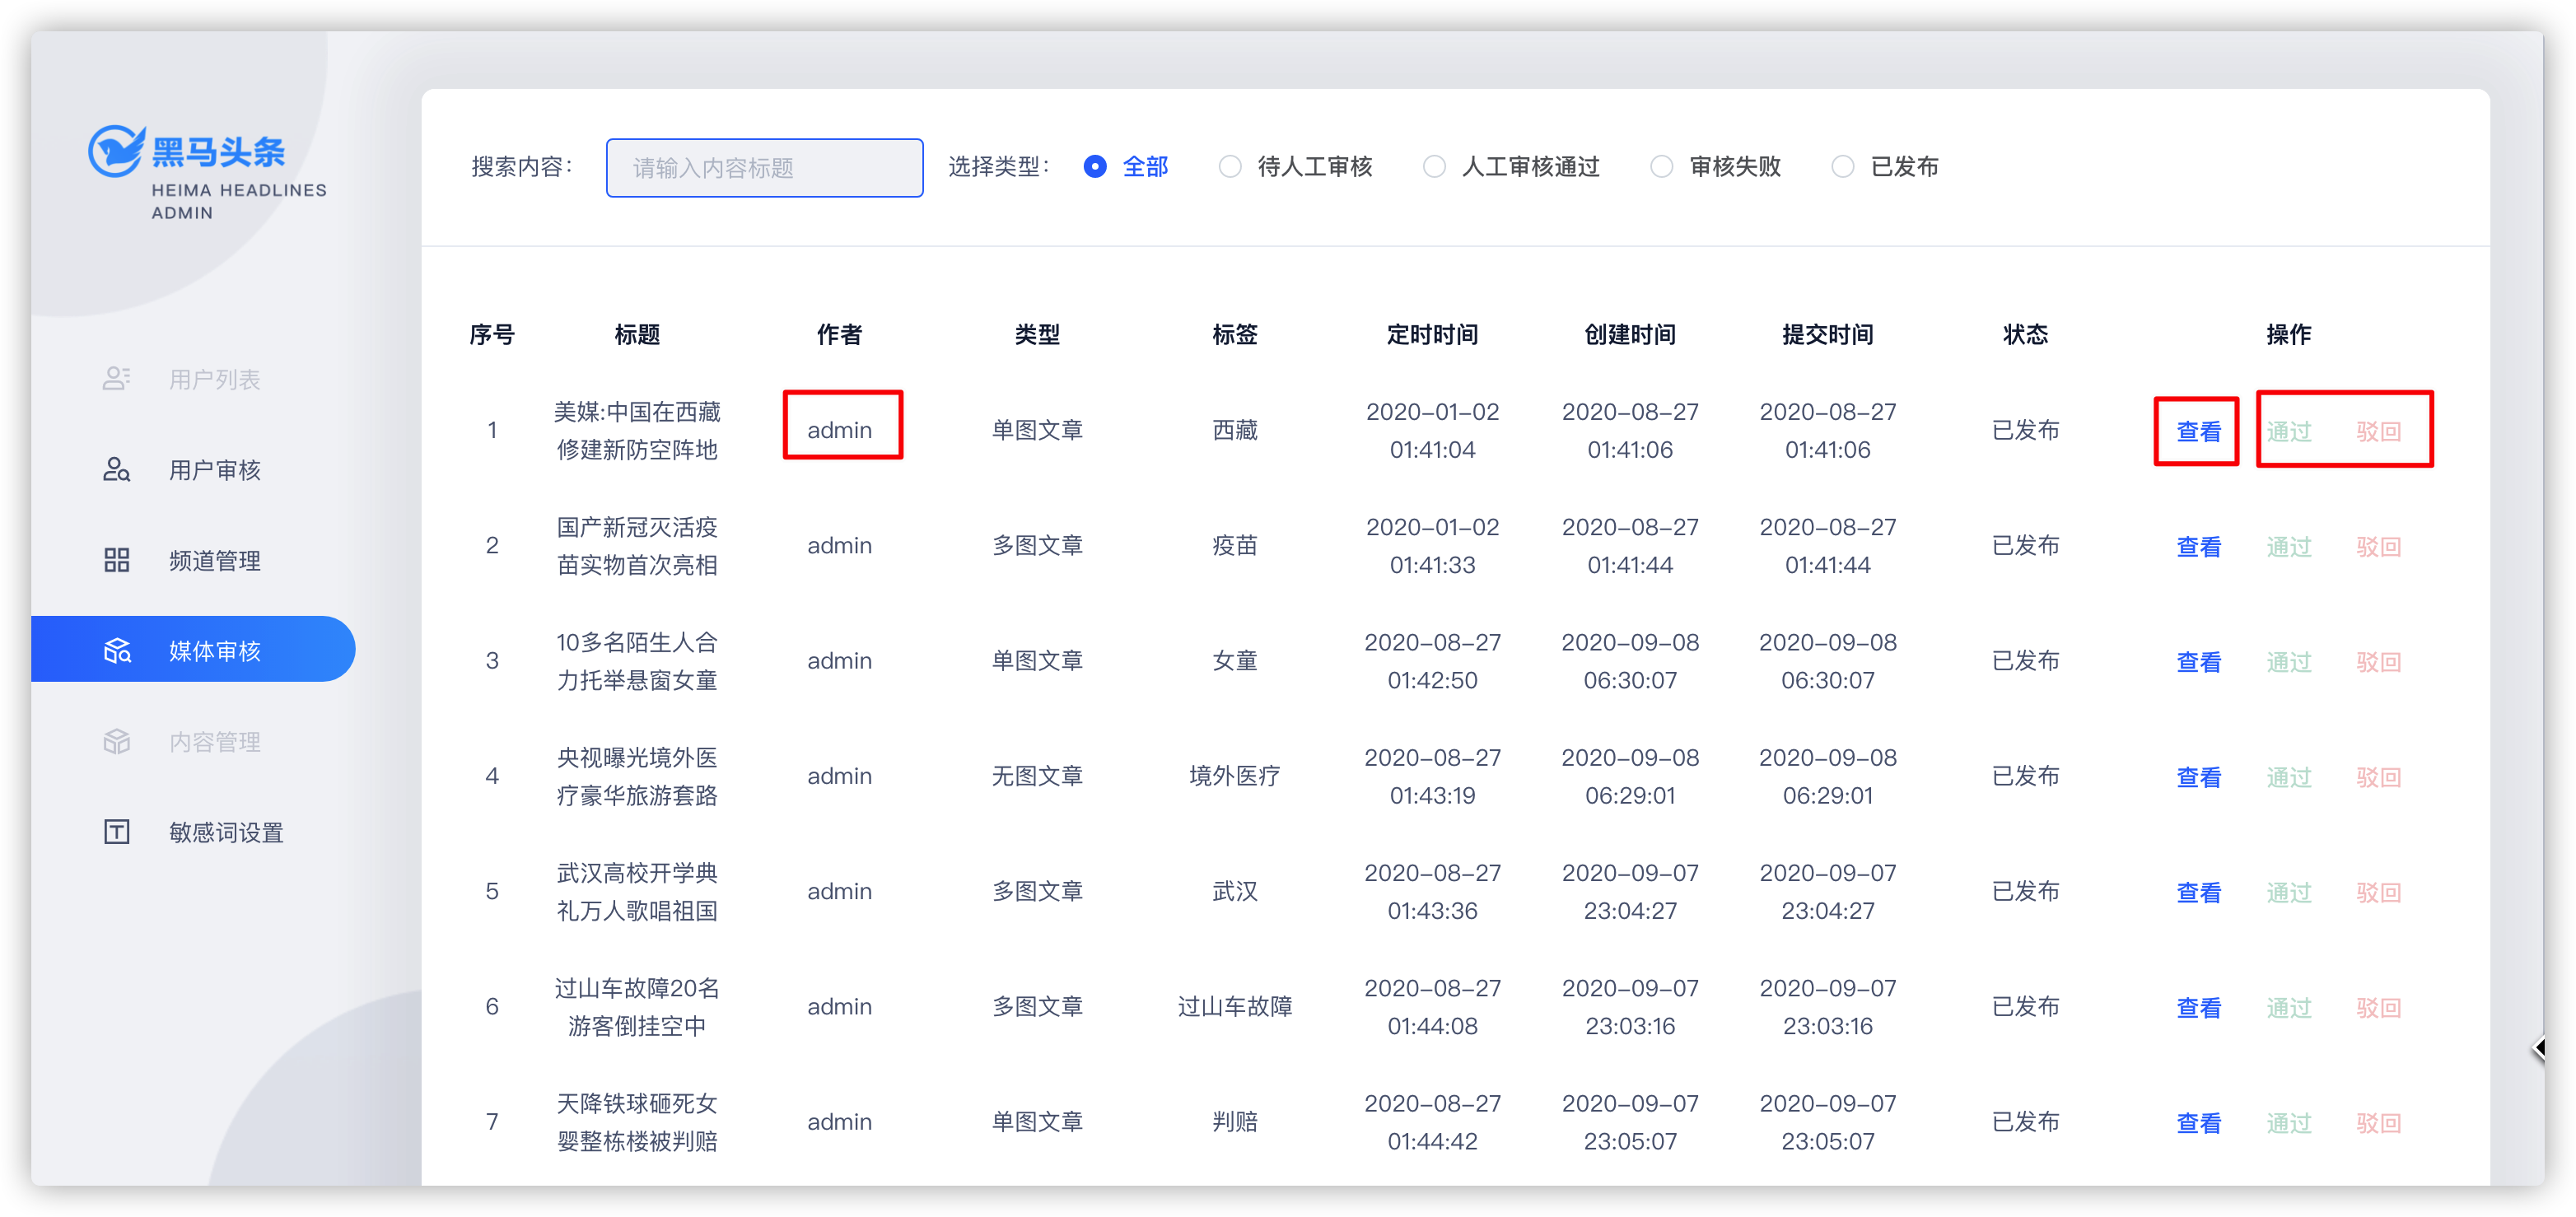 黑马头条
HEIMA HEADLINES
ADMIN
用户列表
用户审核
频道管理
媒体审核
内容管理
敏感词设置
搜索内容： 请输入内容标题 选择类型： 全部 待人工审核 人工审核通过 审核失败 已发布
序号 标题 作者 类型 标签 定时时间 创建时间 提交时间 状态 操作
美媒:中国在西藏 2020-01-02 2020-08-27 2020-08-27
1 admin 单图文章 西藏 已发布 查看 通过 驳回
修建新防空阵地 01:41:04 01:41:06 01:41:06
国产新冠灭活疫 2020-01-02 2020-08-27 2020-08-27
2 admin 多图文章 疫苗 已发布 查看 通过 驳回
苗实物首次亮相 01:41:33 01:41:44 01:41:44
10多名陌生人合 2020-08-27 2020-09-08 2020-09-08
3 admin 单图文章 女童 已发布 查看 通过 驳回
力托举悬窗女童 01:42:50 06:30:07 06:30:07
央视曝光境外医 2020-08-27 2020-09-08 2020-09-08
4 admin 无图文章 境外医疗 已发布 查看 通过 驳回
疗豪华旅游套路 01:43:19 06:29:01 06:29:01
武汉高校开学典 2020-08-27 2020-09-07 2020-09-07
5 admin 多图文章 武汉 已发布 查看 通过 驳回
礼万人歌唱祖国 01:43:36 23:04:27 23:04:27
过山车故障20名 2020-08-27 2020-09-07 2020-09-07
6 admin 多图文章 过山车故障 已发布 查看 通过 驳回
游客倒挂空中 01:44:08 23:03:16 23:03:16
天降铁球砸死女 2020-08-27 2020-09-07 2020-09-07
7 admin 单图文章 判赔 已发布 查看 通过 驳回
婴整栋楼被判赔 01:44:42 23:05:07 23:05:07